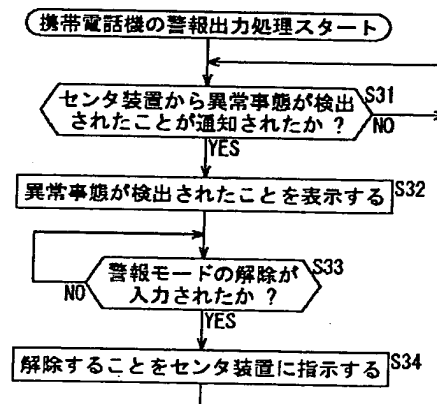 携帯電話機の警報出力処理スタート
センタ装置から異常事態が検出
されたことが通知されたか ?
S31
NO
YES
異常事態が検出されたことを表示する
S32
警報モードの解除が
入力されたか ?
S33
NO
YES
解除することをセンタ装置に指示する
S34